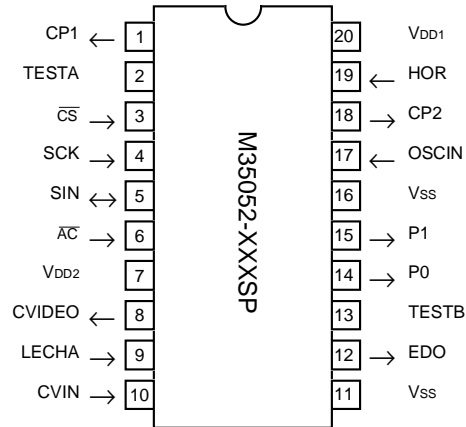 CP1 ← 1
TESTA 2
C̅S̅ → 3
SCK → 4
SIN ↔ 5
A̅C̅ → 6
VDD2 7
CVIDEO ← 8
LECHA → 9
CVIN → 10
M35052-XXXSP
20 VDD1
19 ← HOR
18 → CP2
17 ← OSCIN
16 VSS
15 → P1
14 → P0
13 TESTB
12 → EDO
11 VSS